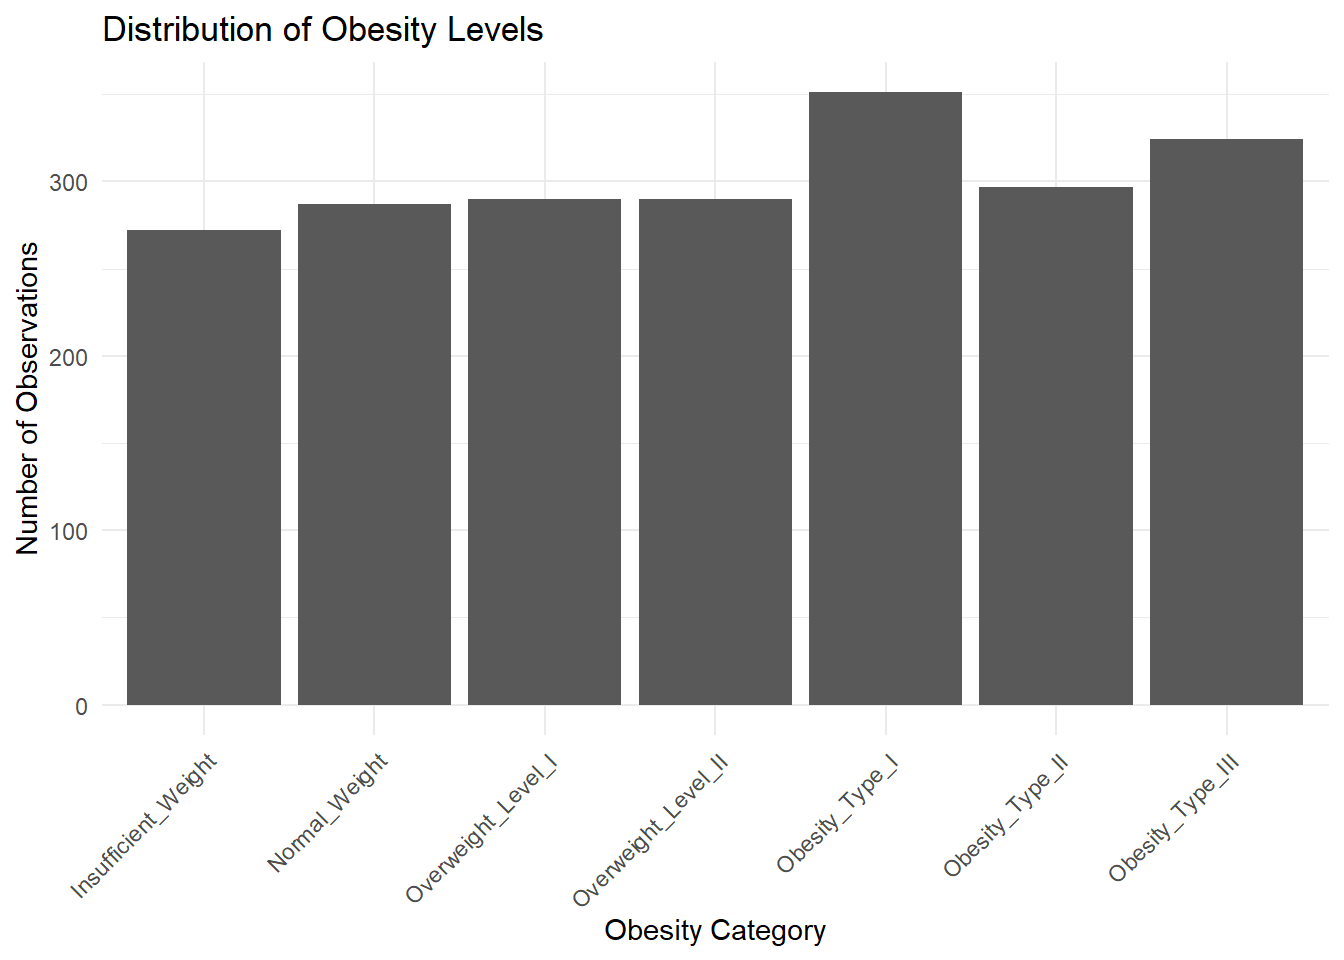 Distribution of Obesity Levels
Number of Observations
300
200
100
0
Insufficient_Weight
Normal_Weight
Overweight_Level_I
Overweight_Level_II
Obesity_Type_I
Obesity_Type_II
Obesity_Type_III
Obesity Category